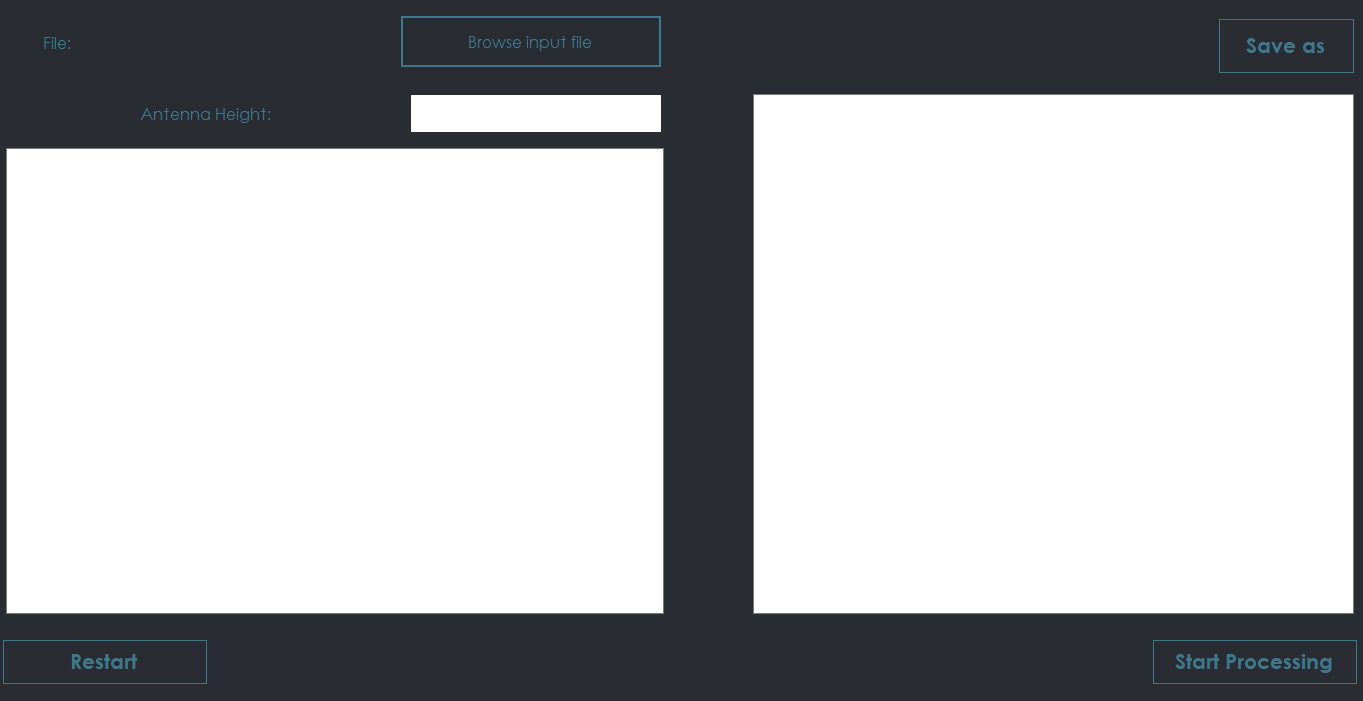 File:
Browse input file
Save as
Antenna Height:
Restart
Start Processing